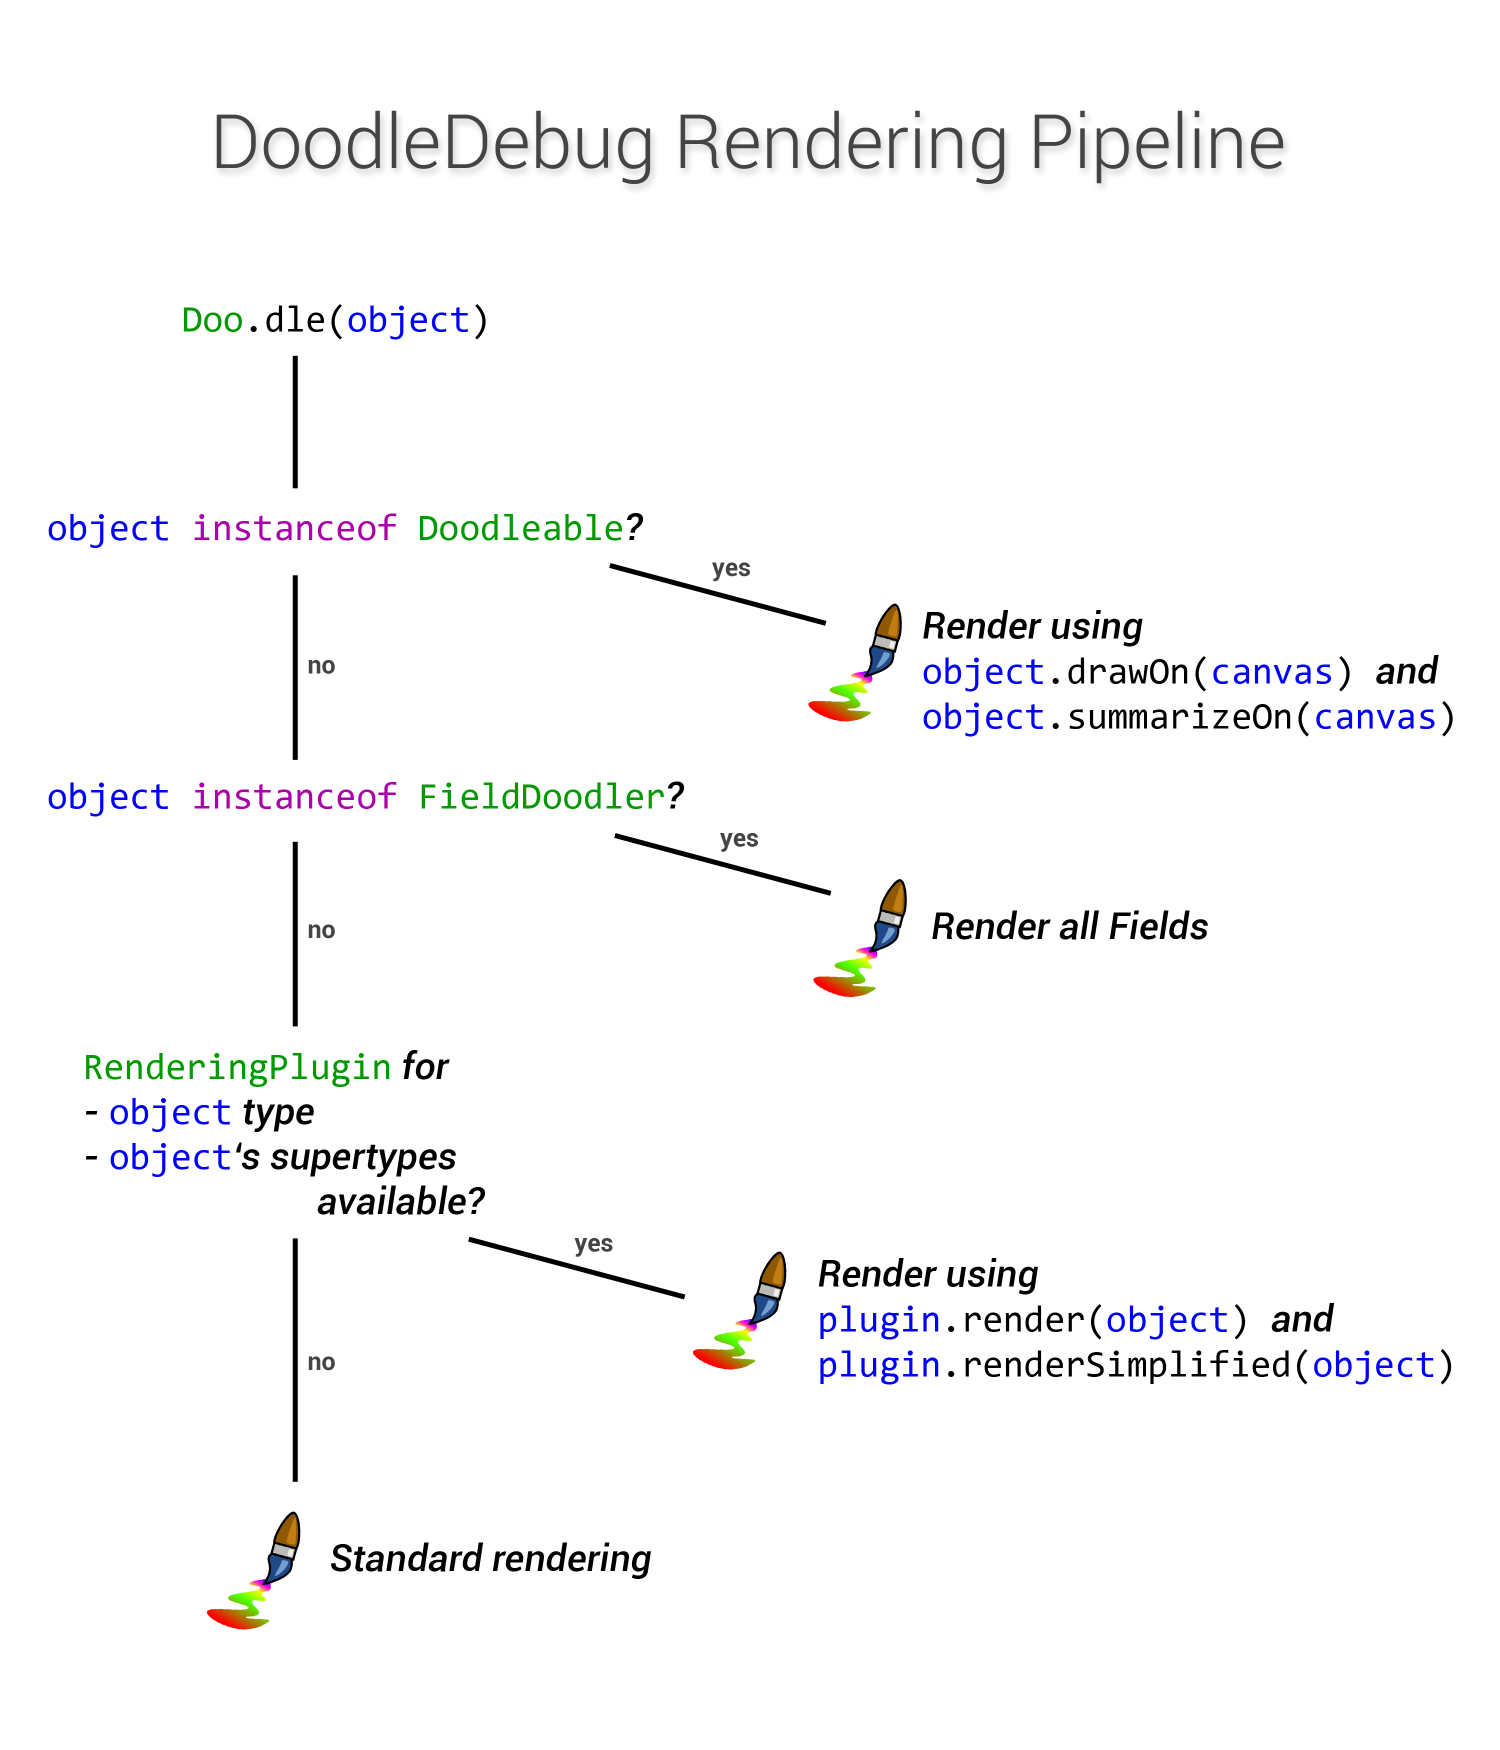 DoodleDebug Rendering Pipeline
Doo.dle(object)
object instanceof Doodleable?
yes
Render using
object.drawOn(canvas) and
object.summarizeOn(canvas)
no
object instanceof FieldDoodler?
yes
Render all Fields
no
RenderingPlugin for
- object type
- object‘s supertypes
available?
yes
Render using
plugin.render(object) and
plugin.renderSimplified(object)
no
Standard rendering